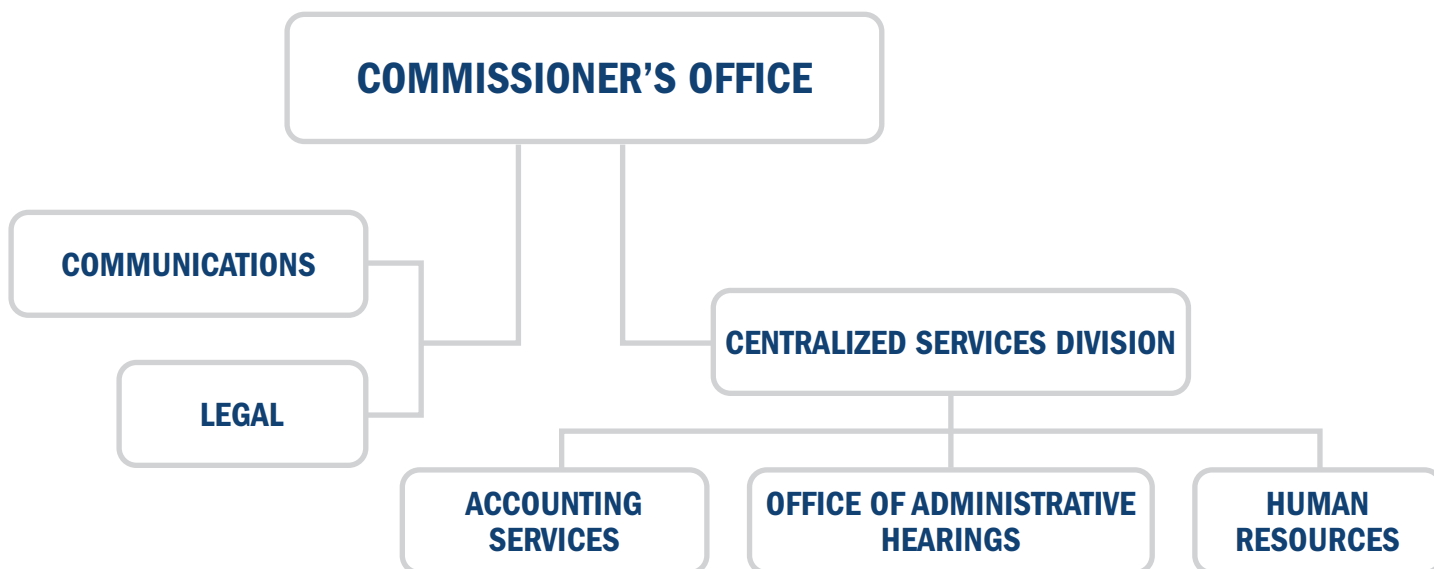 COMMISSIONER’S OFFICE
COMMUNICATIONS
LEGAL
CENTRALIZED SERVICES DIVISION
ACCOUNTING
SERVICES
OFFICE OF ADMINISTRATIVE
HEARINGS
HUMAN
RESOURCES